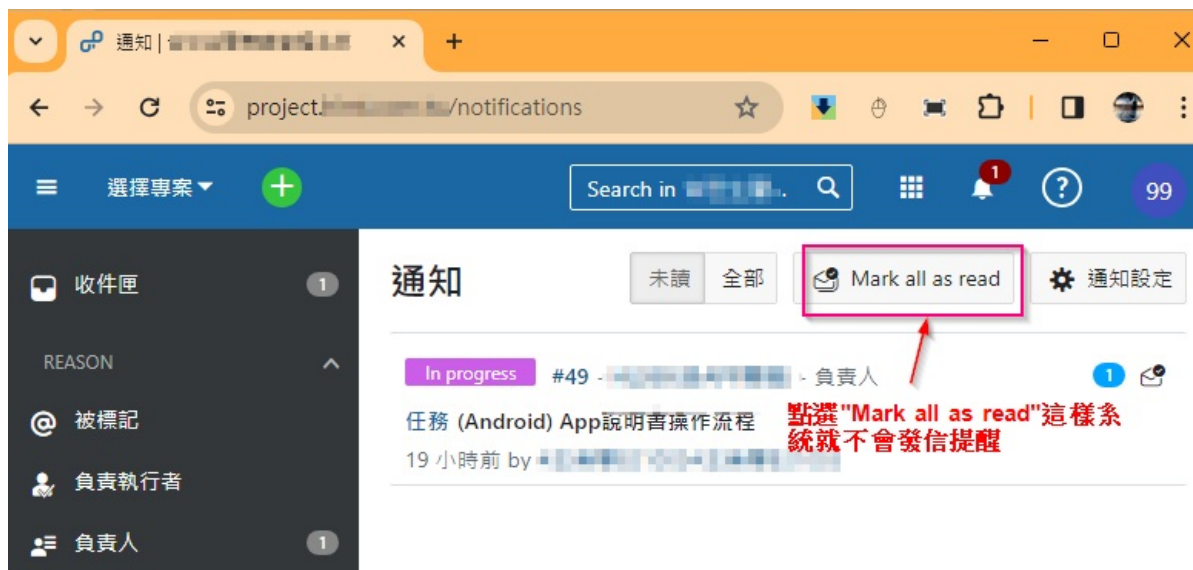 通知 |
project. /notifications
選擇專案
Search in .
1
99
收件匣 1
通知
未讀 全部
Mark all as read
通知設定
REASON
In progress #49 - - 負責人
1
@ 被標記
任務 (Android) App說明書操作流程
點選"Mark all as read"這樣系
統就不會發信提醒
19 小時前 by
負責執行者
負責人 1